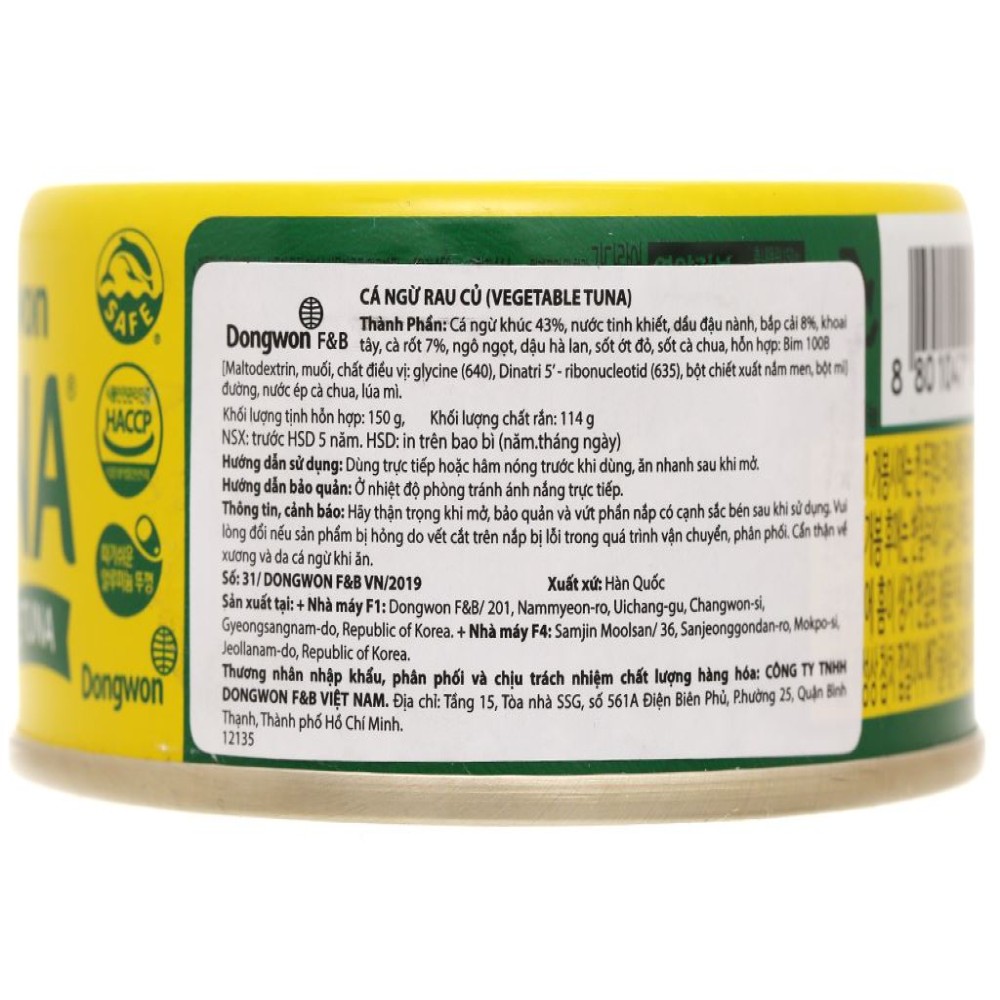 CÁ NGỪ RAU CỦ (VEGETABLE TUNA)
Dongwon F&B
Thành Phần: Cá ngừ khúc 43%, nước tinh khiết, dầu đậu nành, bắp cải 8%, khoai
tây, cà rốt 7%, ngô ngọt, dậu hà lan, sốt ớt đỏ, sốt cà chua, hỗn hợp: Bim 100B
[Maltodextrin, muối, chất điều vị: glycine (640), Dinatri 5' - ribonucleotid (635), bột chiết xuất nấm men, bột mì]
đường, nước ép cà chua, lúa mì.
Khối lượng tịnh hỗn hợp: 150 g, Khối lượng chất rắn: 114 g
NSX: trước HSD 5 năm. HSD: in trên bao bì (năm.tháng ngày)
Hướng dẫn sử dụng: Dùng trực tiếp hoặc hâm nóng trước khi dùng, ăn nhanh sau khi mở.
Hướng dẫn bảo quản: Ở nhiệt độ phòng tránh ánh nắng trực tiếp.
Thông tin, cảnh báo: Hãy thận trọng khi mở, bảo quản và vứt phần nắp có cạnh sắc bén sau khi sử dụng. Vui
lòng đổi nếu sản phẩm bị hỏng do vết cắt trên nắp bị lỗi trong quá trình vận chuyển, phân phối. Cẩn thận về
xương và da cá ngừ khi ăn.
Số: 31/ DONGWON F&B VN/2019 Xuất xứ: Hàn Quốc
Sản xuất tại: + Nhà máy F1: Dongwon F&B/ 201, Nammyeon-ro, Uichang-gu, Changwon-si,
Gyeongsangnam-do, Republic of Korea. + Nhà máy F4: Samjin Moolsan/ 36, Sanjeonggondan-ro, Mokpo-si,
Jeollanam-do, Republic of Korea.
Thương nhân nhập khẩu, phân phối và chịu trách nhiệm chất lượng hàng hóa: CÔNG TY TNHH
DONGWON F&B VIỆT NAM. Địa chỉ: Tầng 15, Tòa nhà SSG, số 561A Điện Biên Phủ, P.hường 25, Quận Bình
Thạnh, Thành phố Hồ Chí Minh.
12135
SAFE
HACCP
따기쉬운
알루미늄 뚜껑
Dongwon